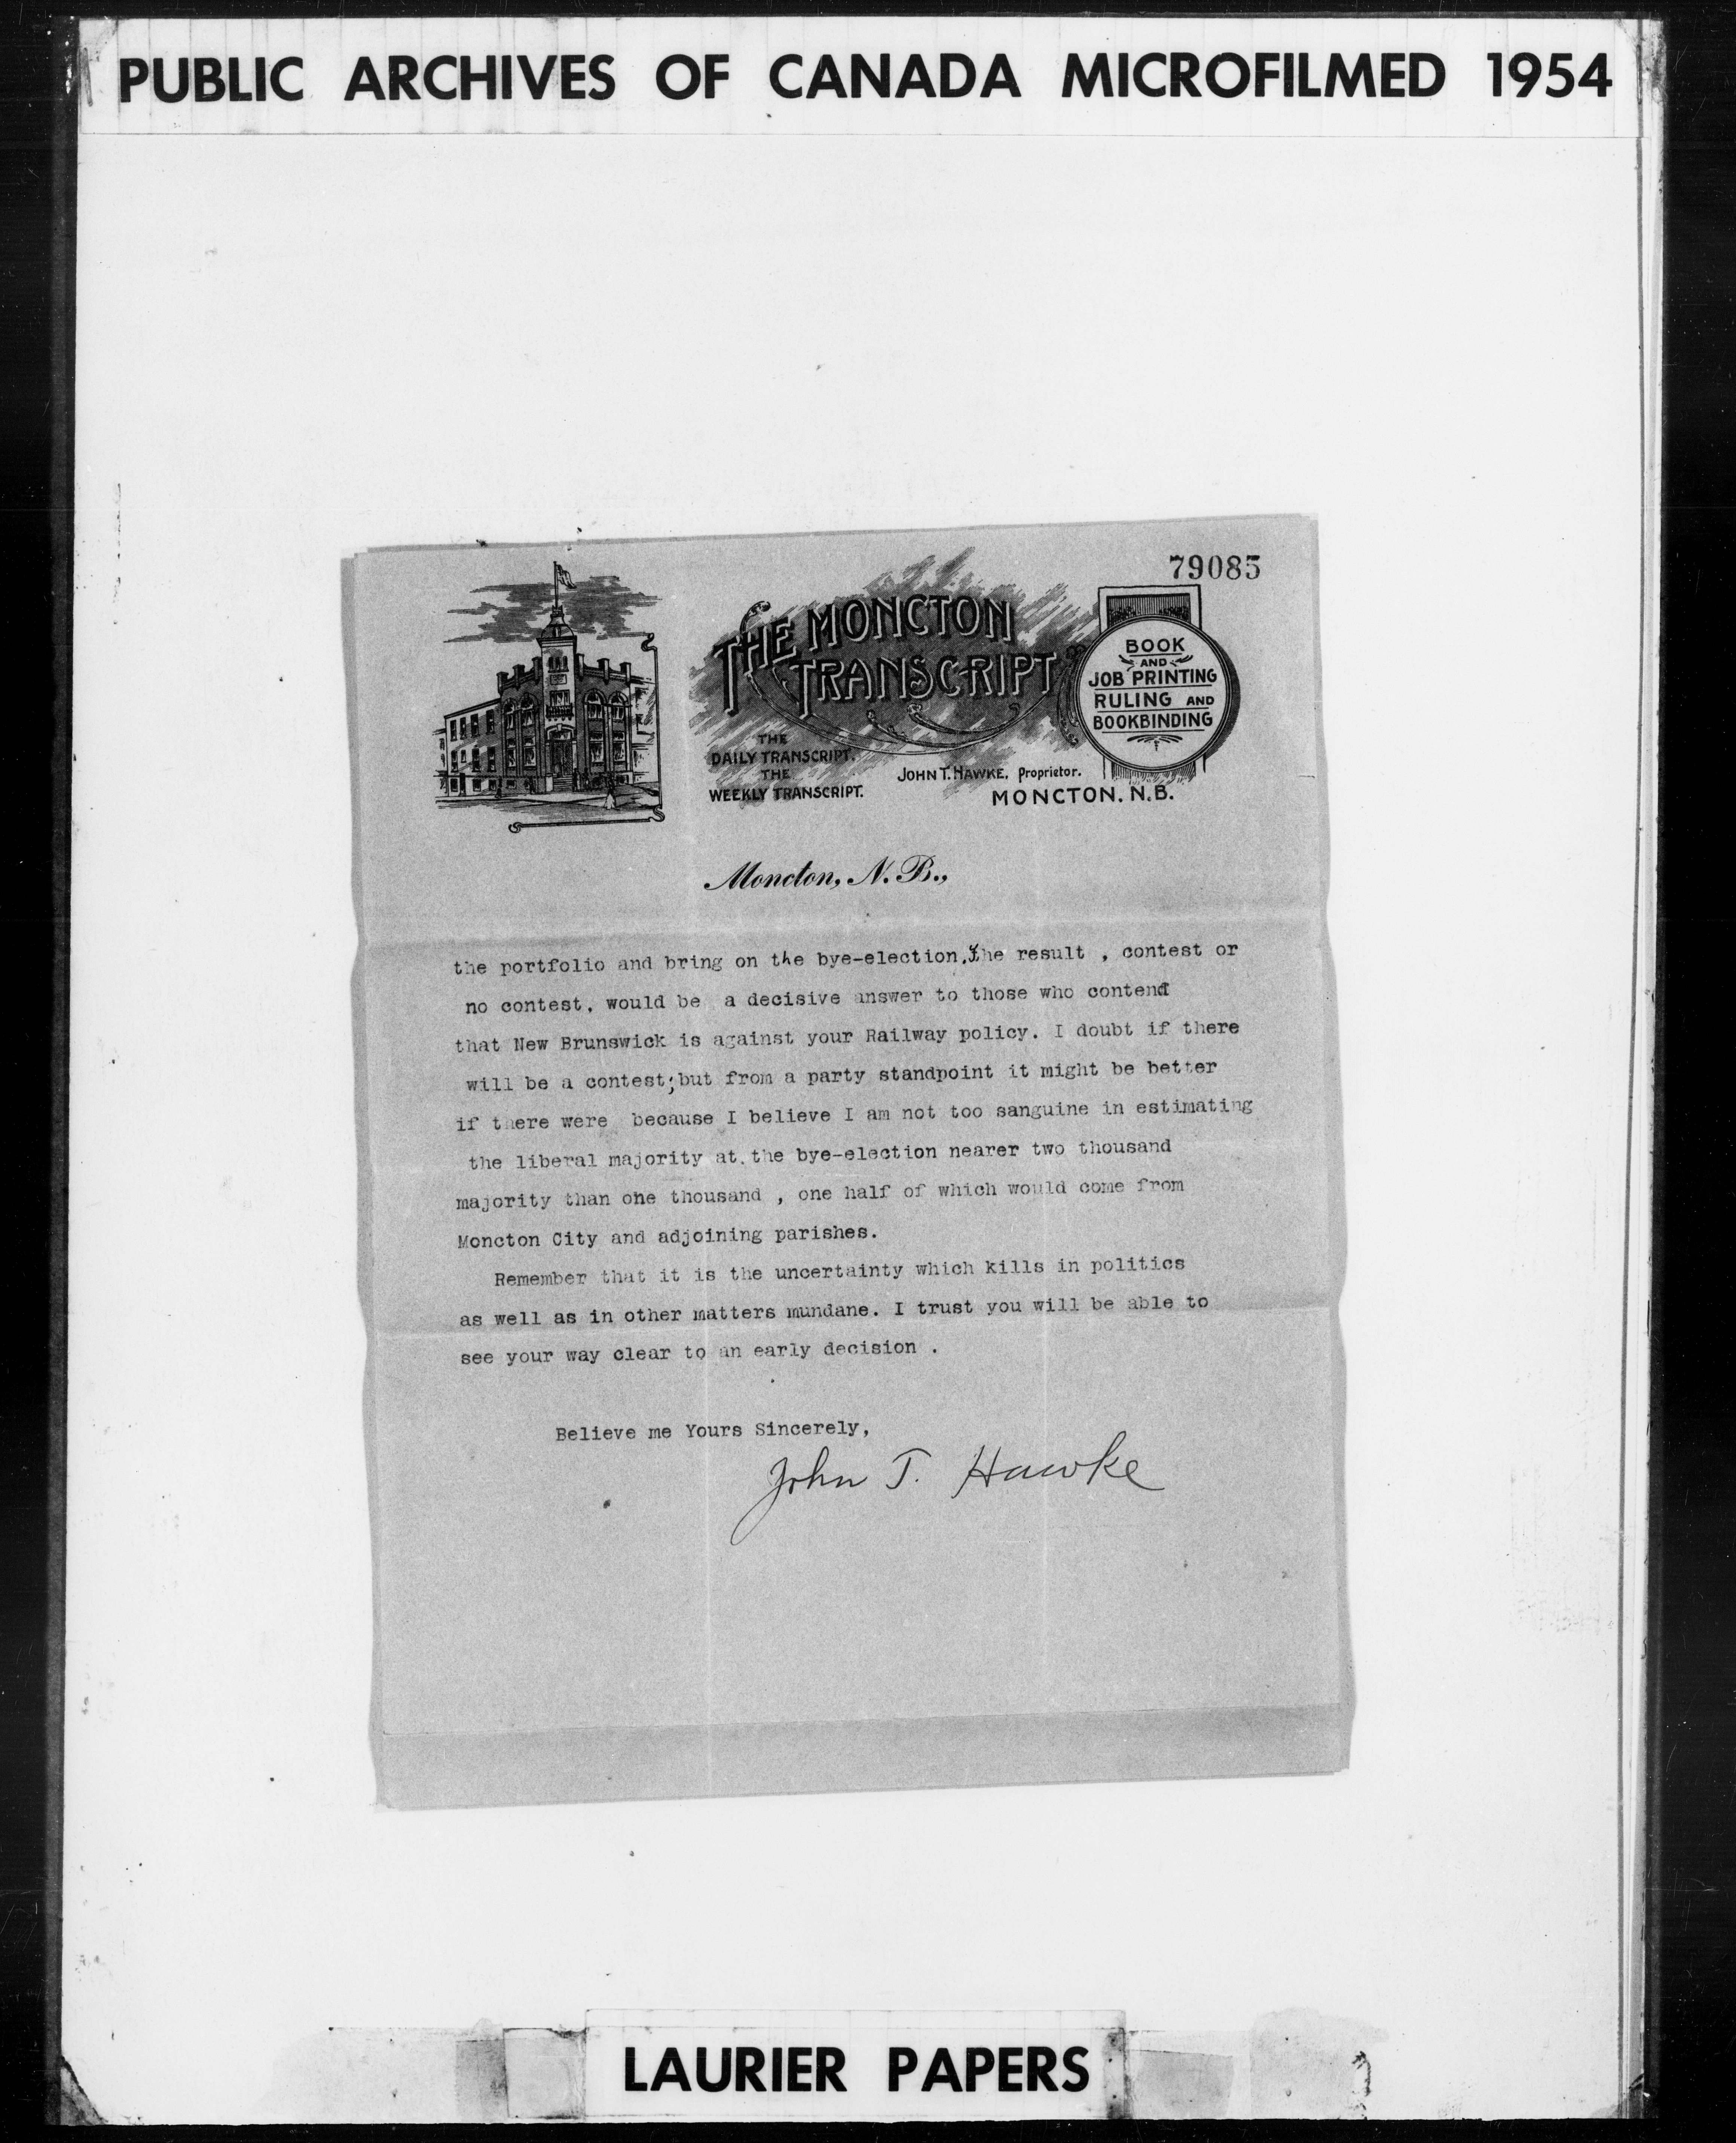 PUBLIC ARCHIVES OF CANADA MICROFILMED 1954
79085
THE MONCTON
TRANSCRIPT
BOOK
AND
JOB PRINTING
RULING AND
BOOKBINDING
THE
DAILY TRANSCRIPT.
THE
WEEKLY TRANSCRIPT.
JOHN T. HAWKE, Proprietor.
MONCTON. N.B.
Moncton, N. B.,
the portfolio and bring on the bye-election.The result , contest or
no contest, would be a decisive answer to those who contend
that New Brunswick is against your Railway policy. I doubt if there
will be a contest;but from a party standpoint it might be better
if there were because I believe I am not too sanguine in estimating
the liberal majority at the bye-election nearer two thousand
majority than one thousand , one half of which would come from
Moncton City and adjoining parishes.
Remember that it is the uncertainty which kills in politics
as well as in other matters mundane. I trust you will be able to
see your way clear to an early decision .
Believe me Yours Sincerely,
John T. Hawke
LAURIER PAPERS